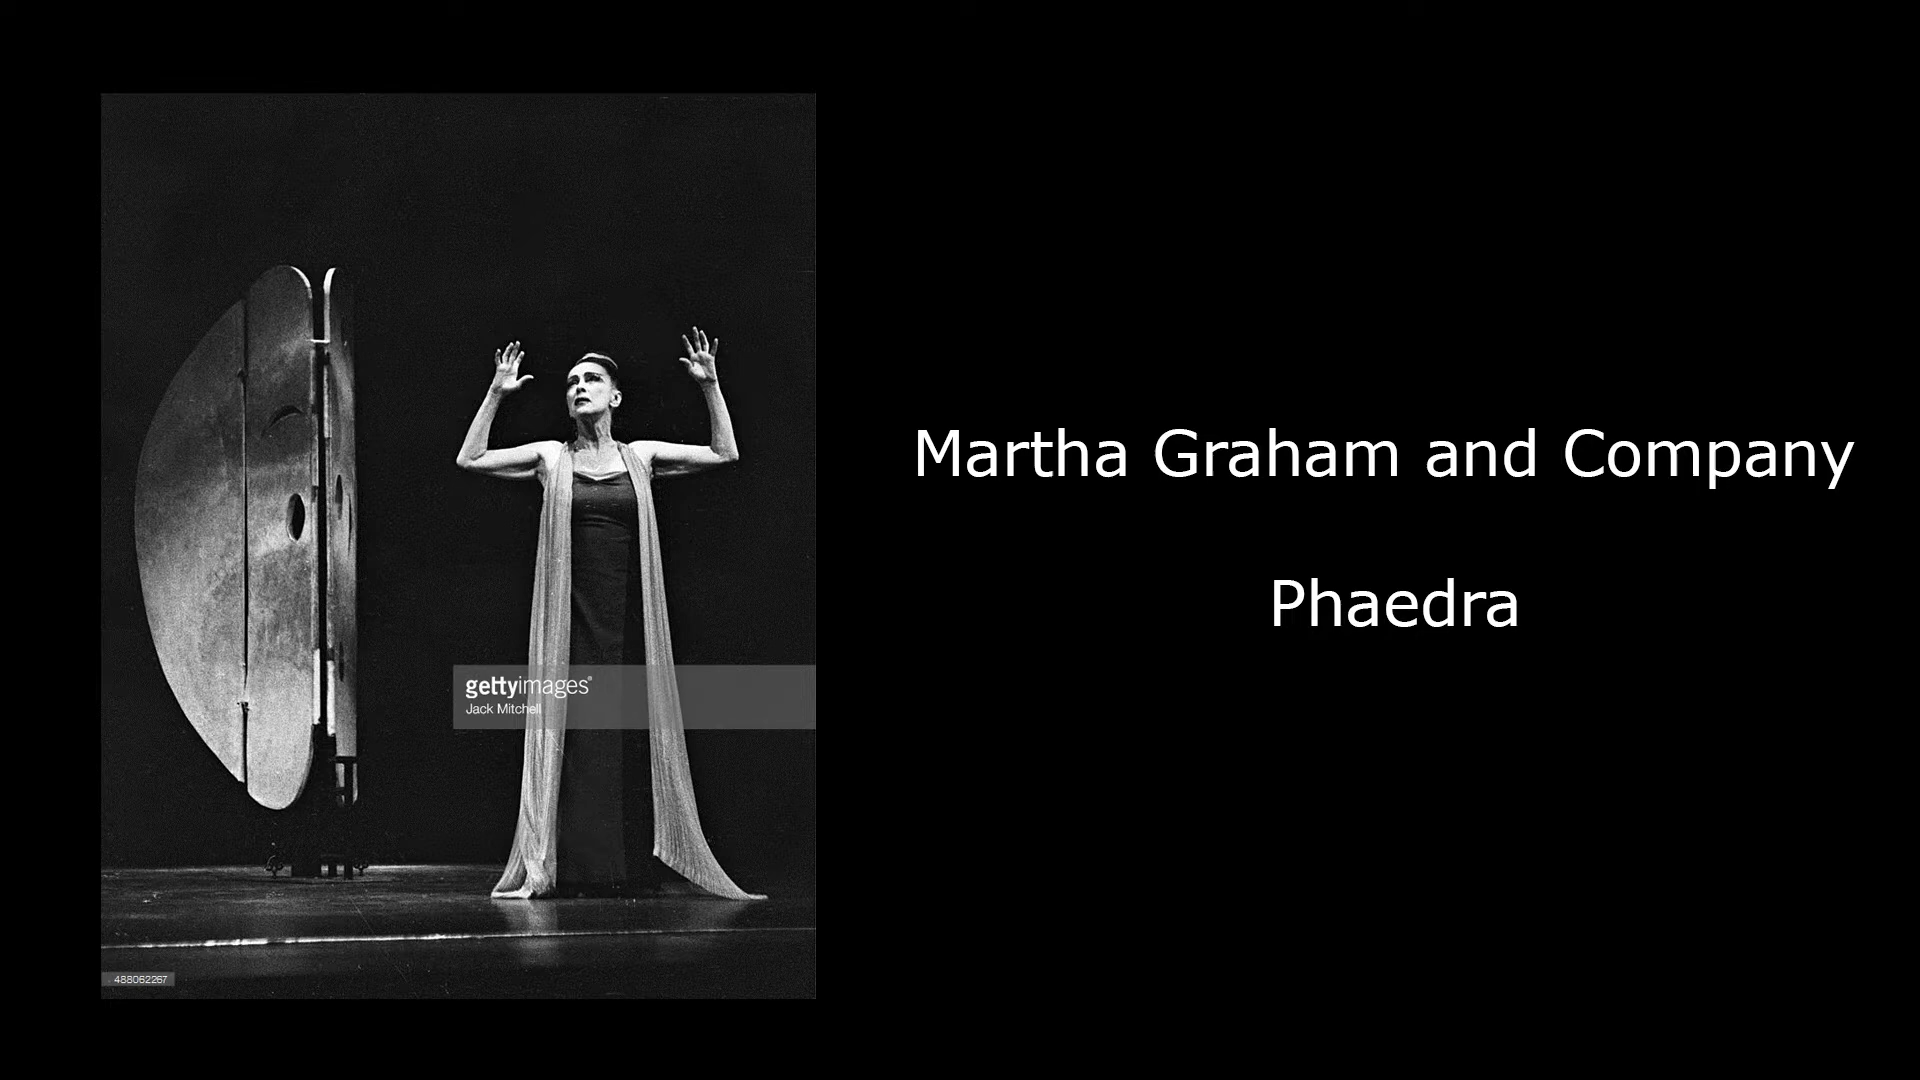 gettyimages®
Jack Mitchell
488062267
Martha Graham and Company
Phaedra